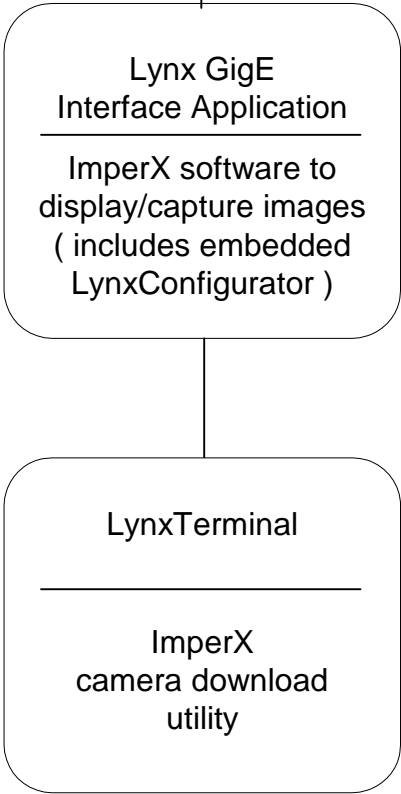 Lynx GigE
Interface Application
ImperX software to
display/capture images
( includes embedded
LynxConfigurator )
LynxTerminal
ImperX
camera download
utility